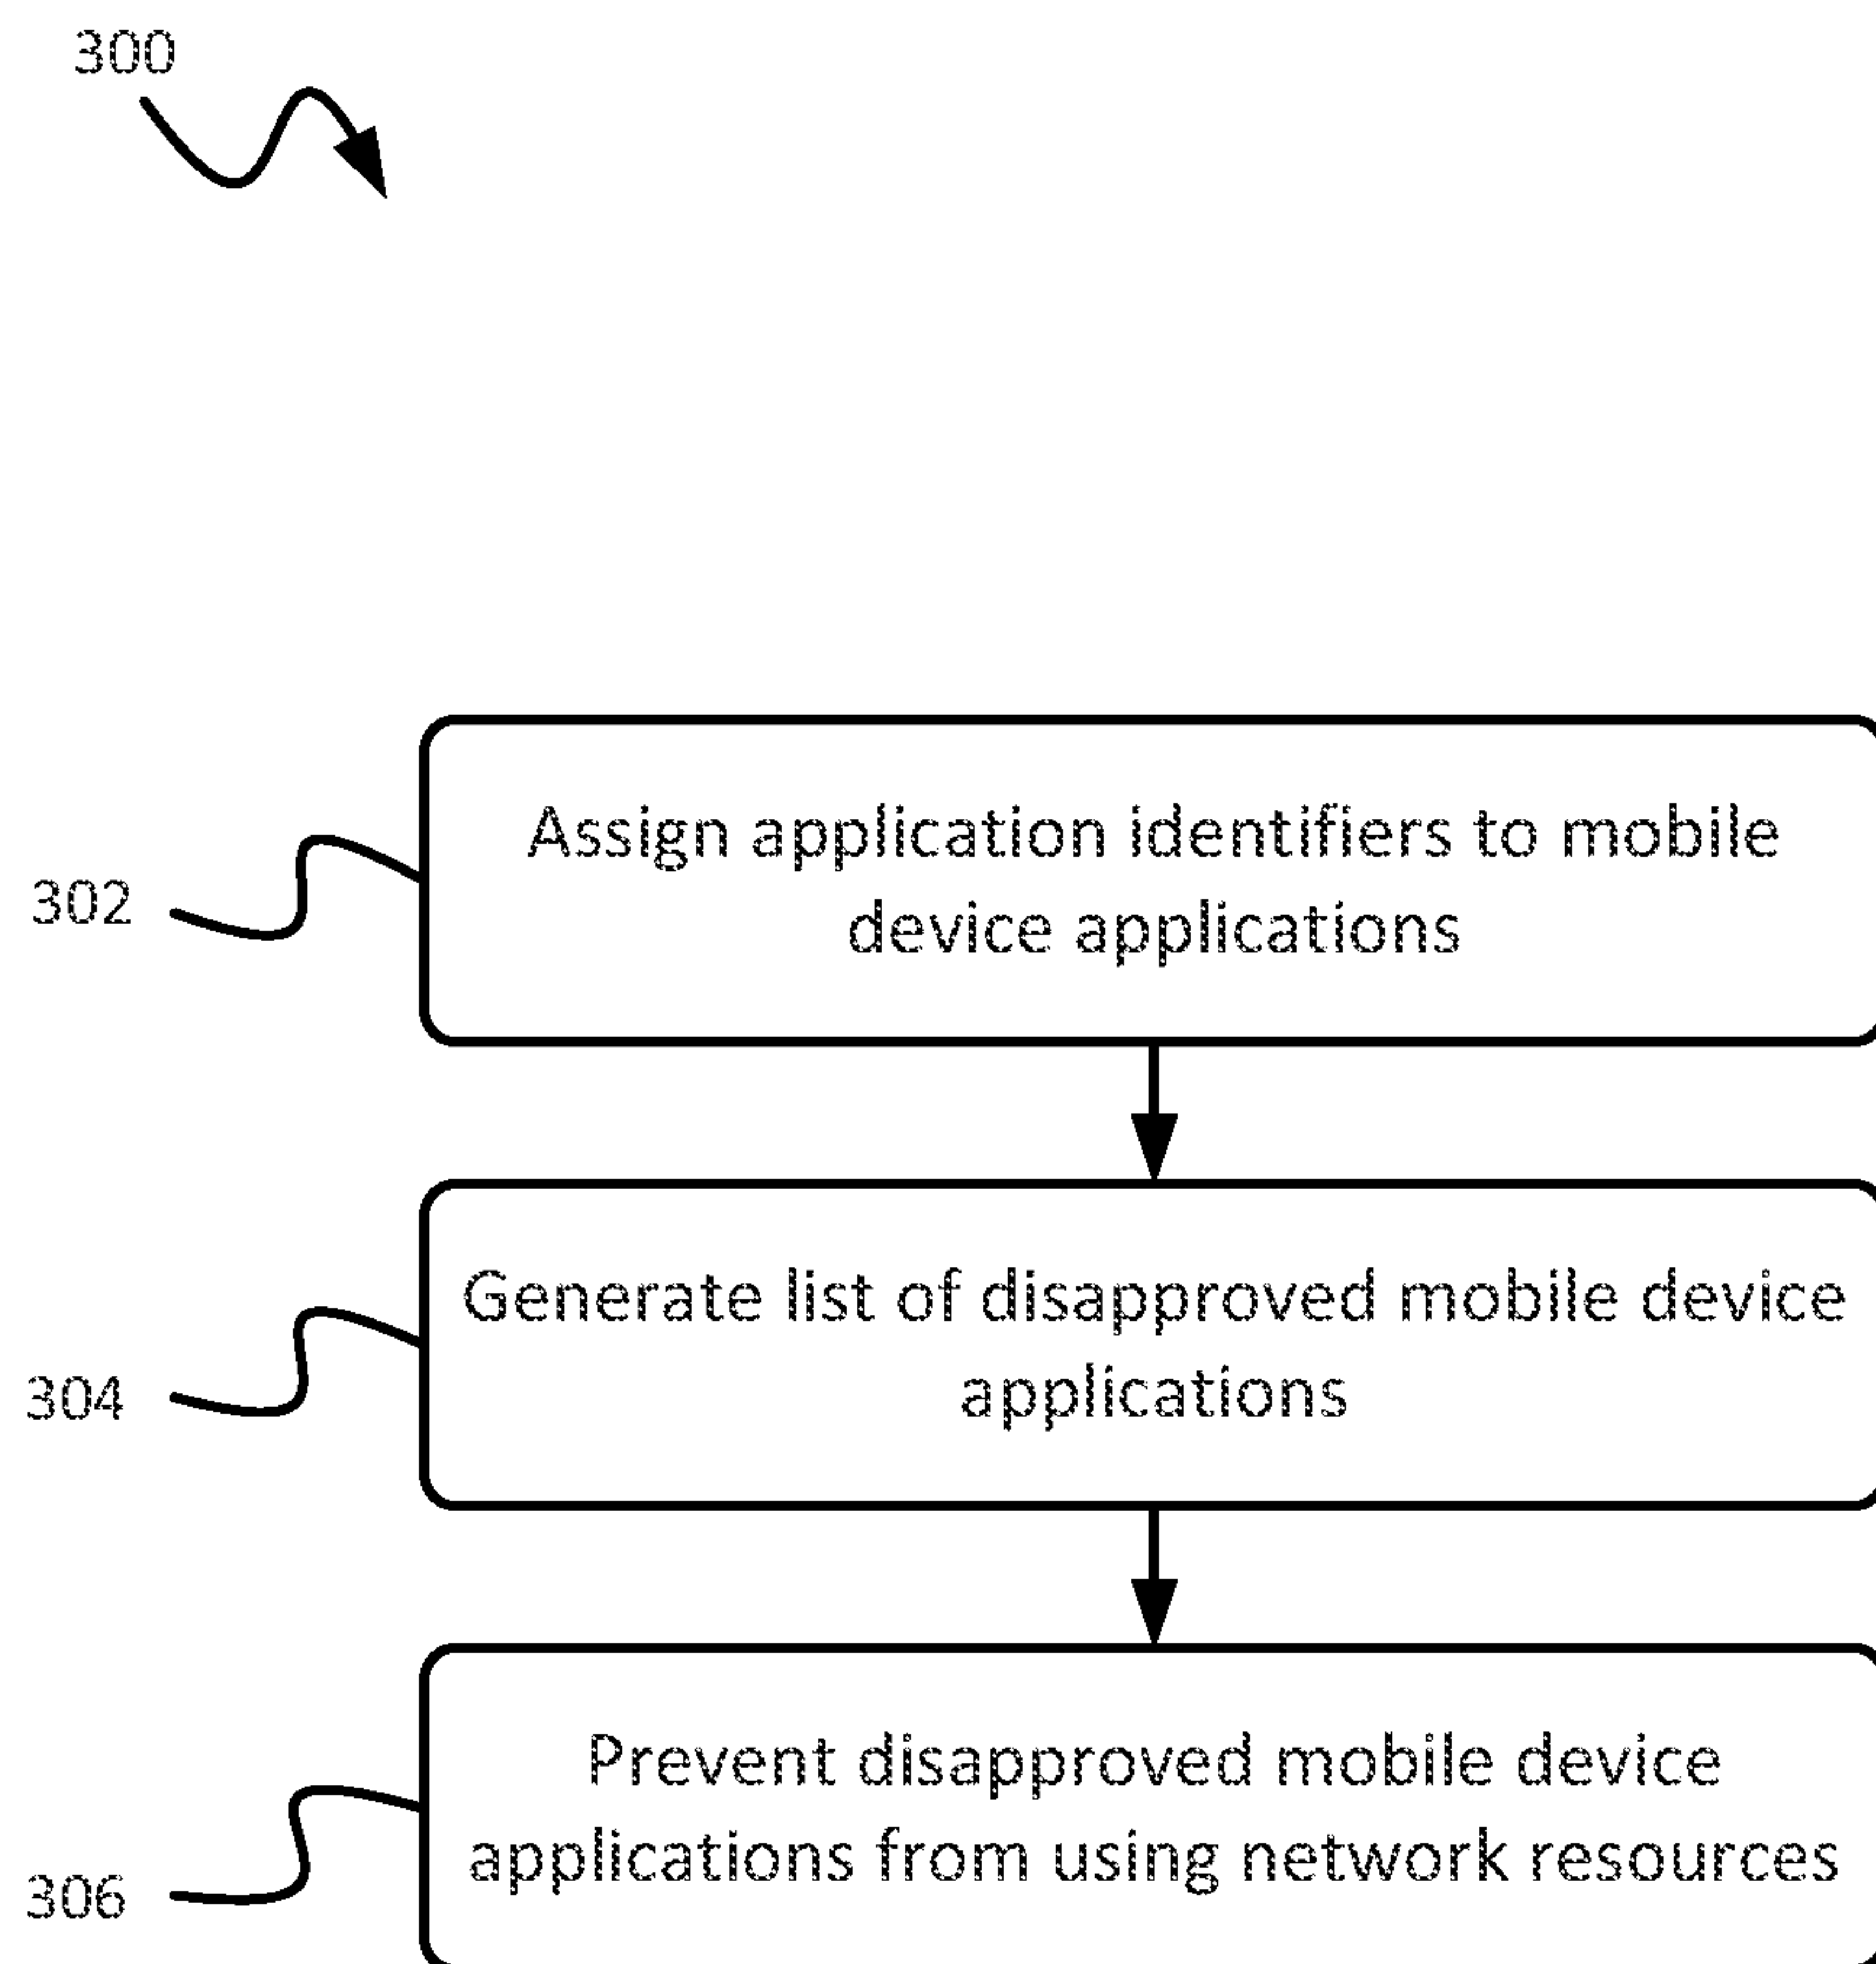 300
302
Assign application identifiers to mobile
device applications
304
Generate list of disapproved mobile device
applications
306
Prevent disapproved mobile device
applications from using network resources